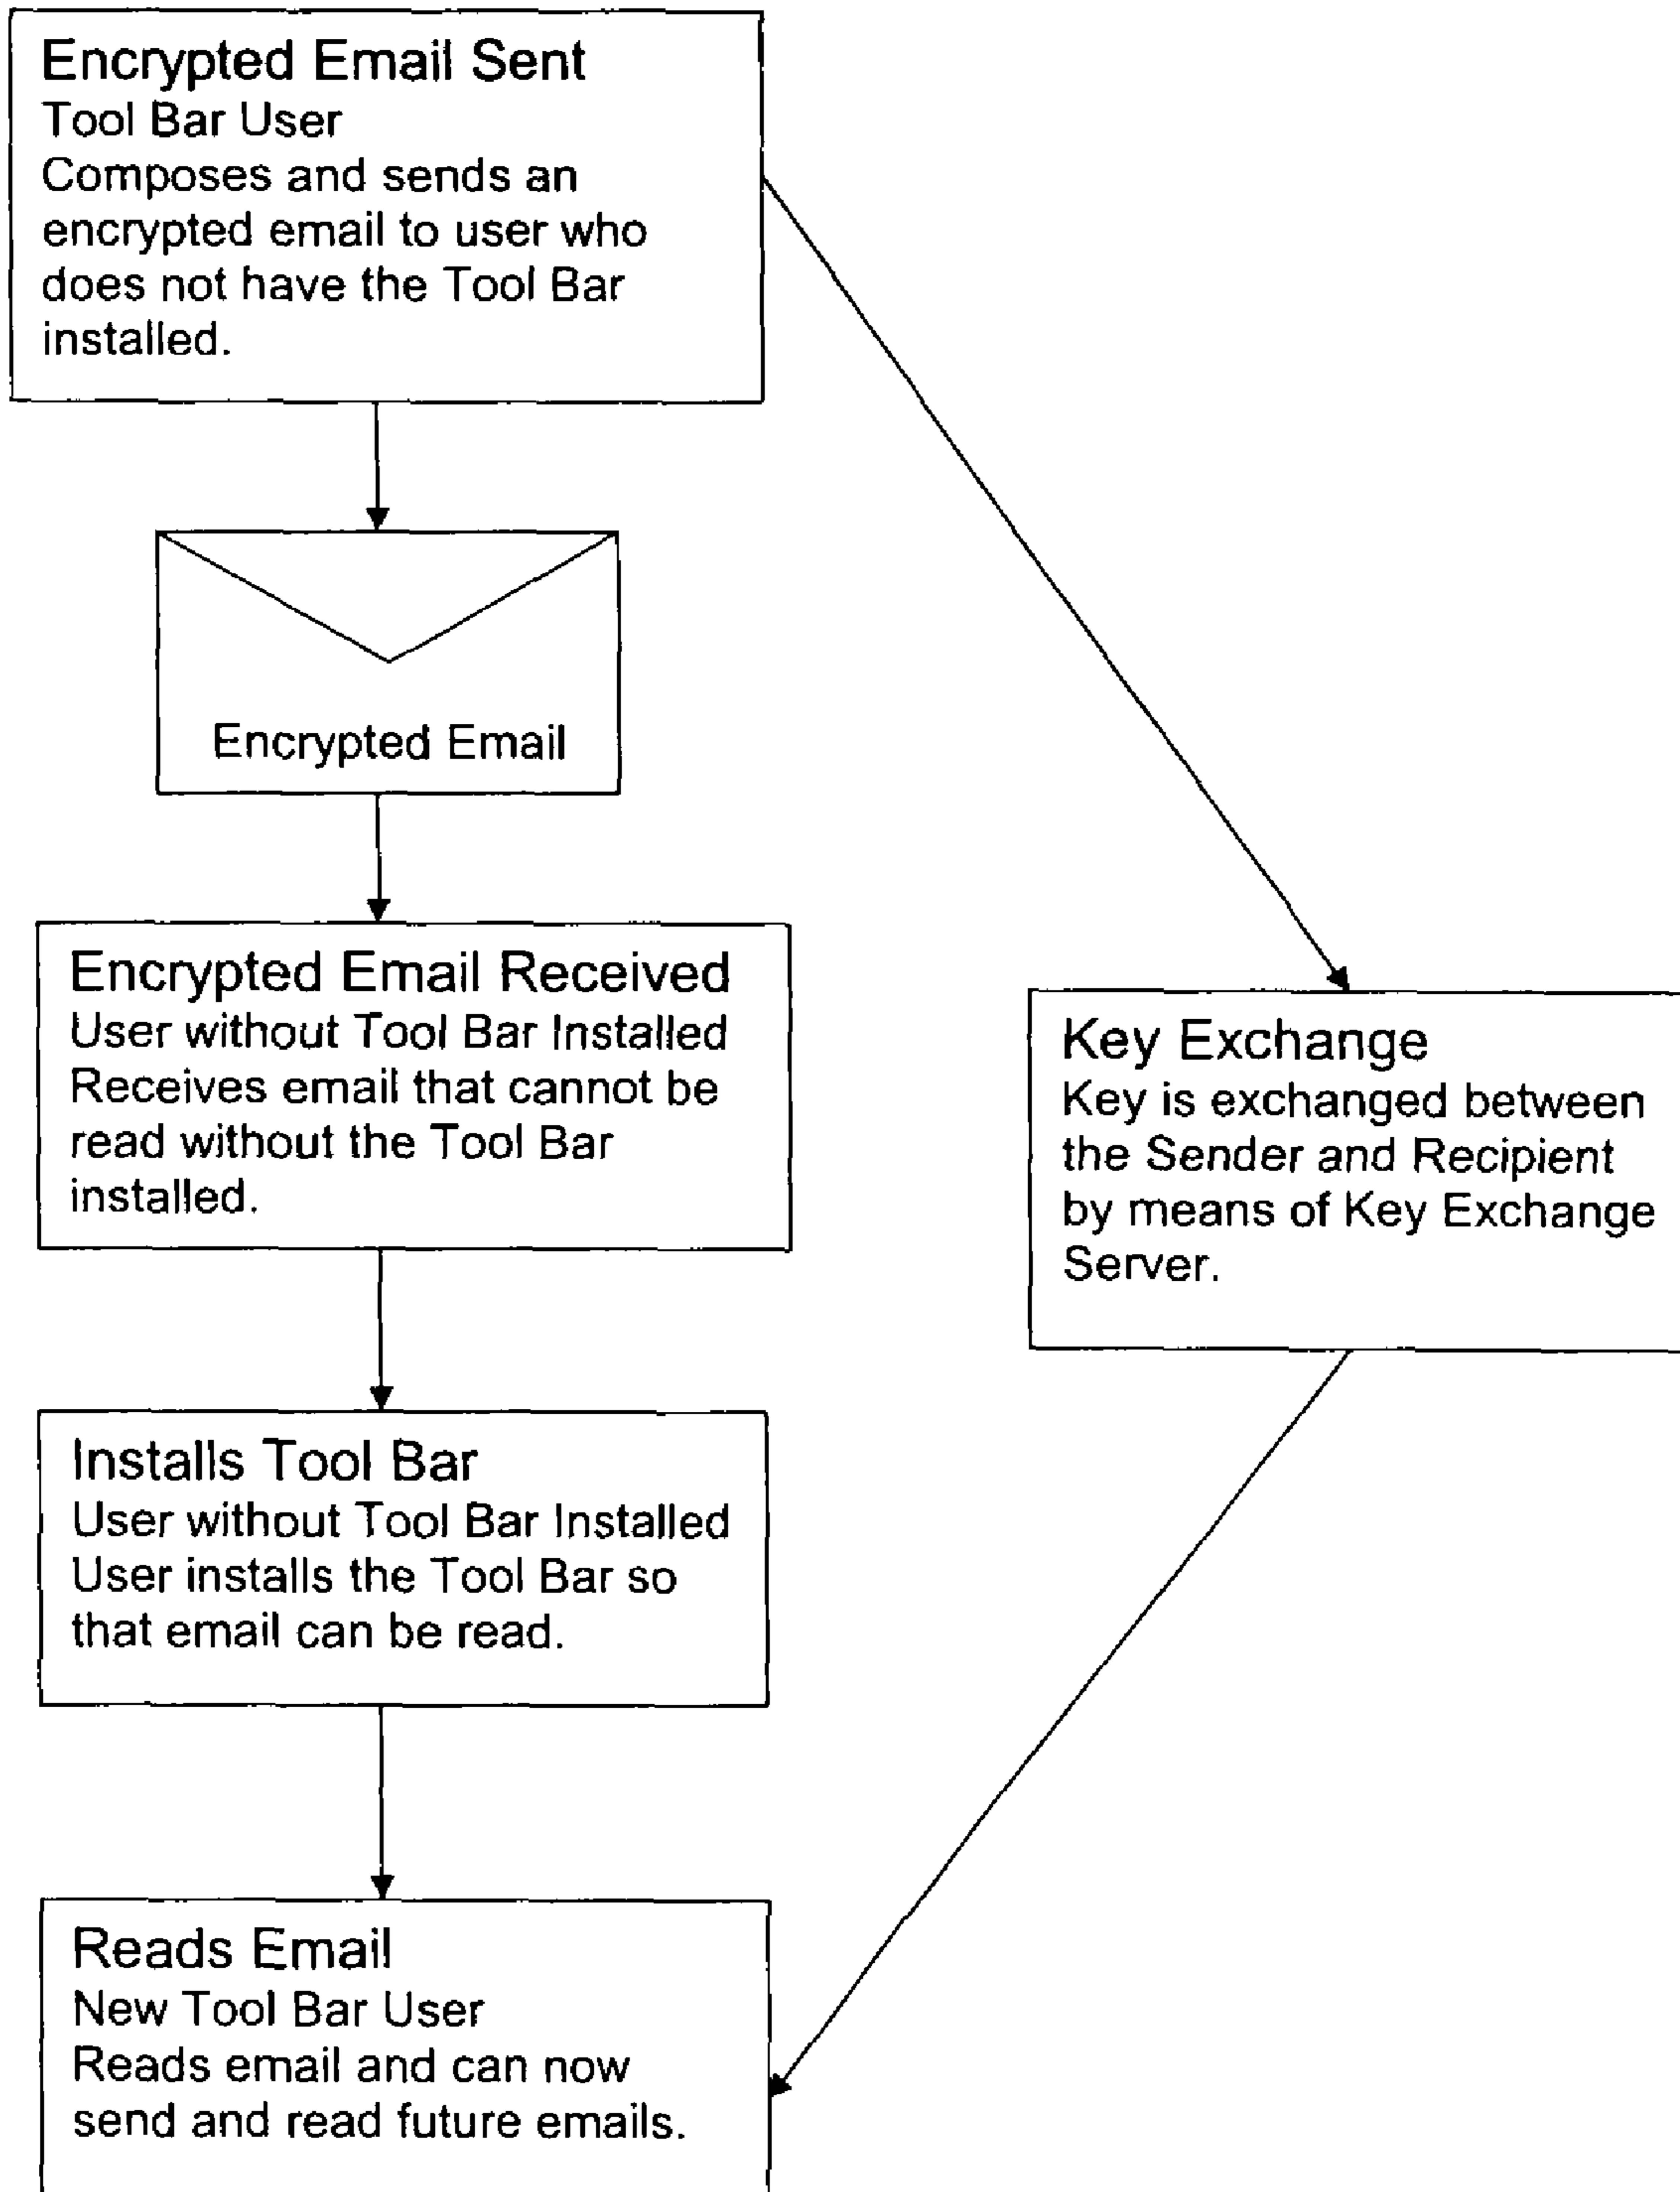 Encrypted Email Sent
Tool Bar User
Composes and sends an
encrypted email to user who
does not have the Tool Bar
installed.
Encrypted Email
Encrypted Email Received
User without Tool Bar Installed
Receives email that cannot be
read without the Tool Bar
installed.
Key Exchange
Key is exchanged between
the Sender and Recipient
by means of Key Exchange
Server.
Installs Tool Bar
User without Tool Bar Installed
User installs the Tool Bar so
that email can be read.
Reads Email
New Tool Bar User
Reads email and can now
send and read future emails.